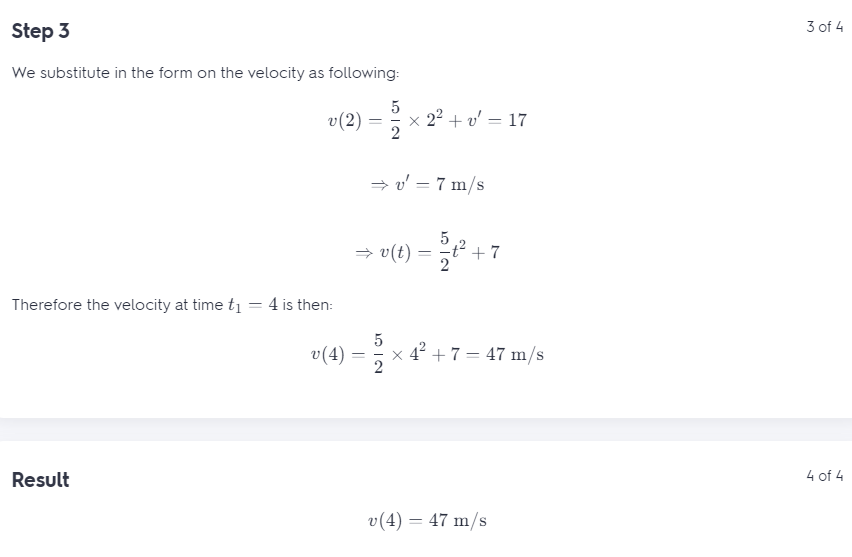 Step 3
3 of 4
We substitute in the form on the velocity as following:
v(2) = 5/2 × 2² + v′ = 17
⇒ v′ = 7 m/s
⇒ v(t) = 5/2 t² + 7
Therefore the velocity at time t₁ = 4 is then:
v(4) = 5/2 × 4² + 7 = 47 m/s
Result
4 of 4
v(4) = 47 m/s